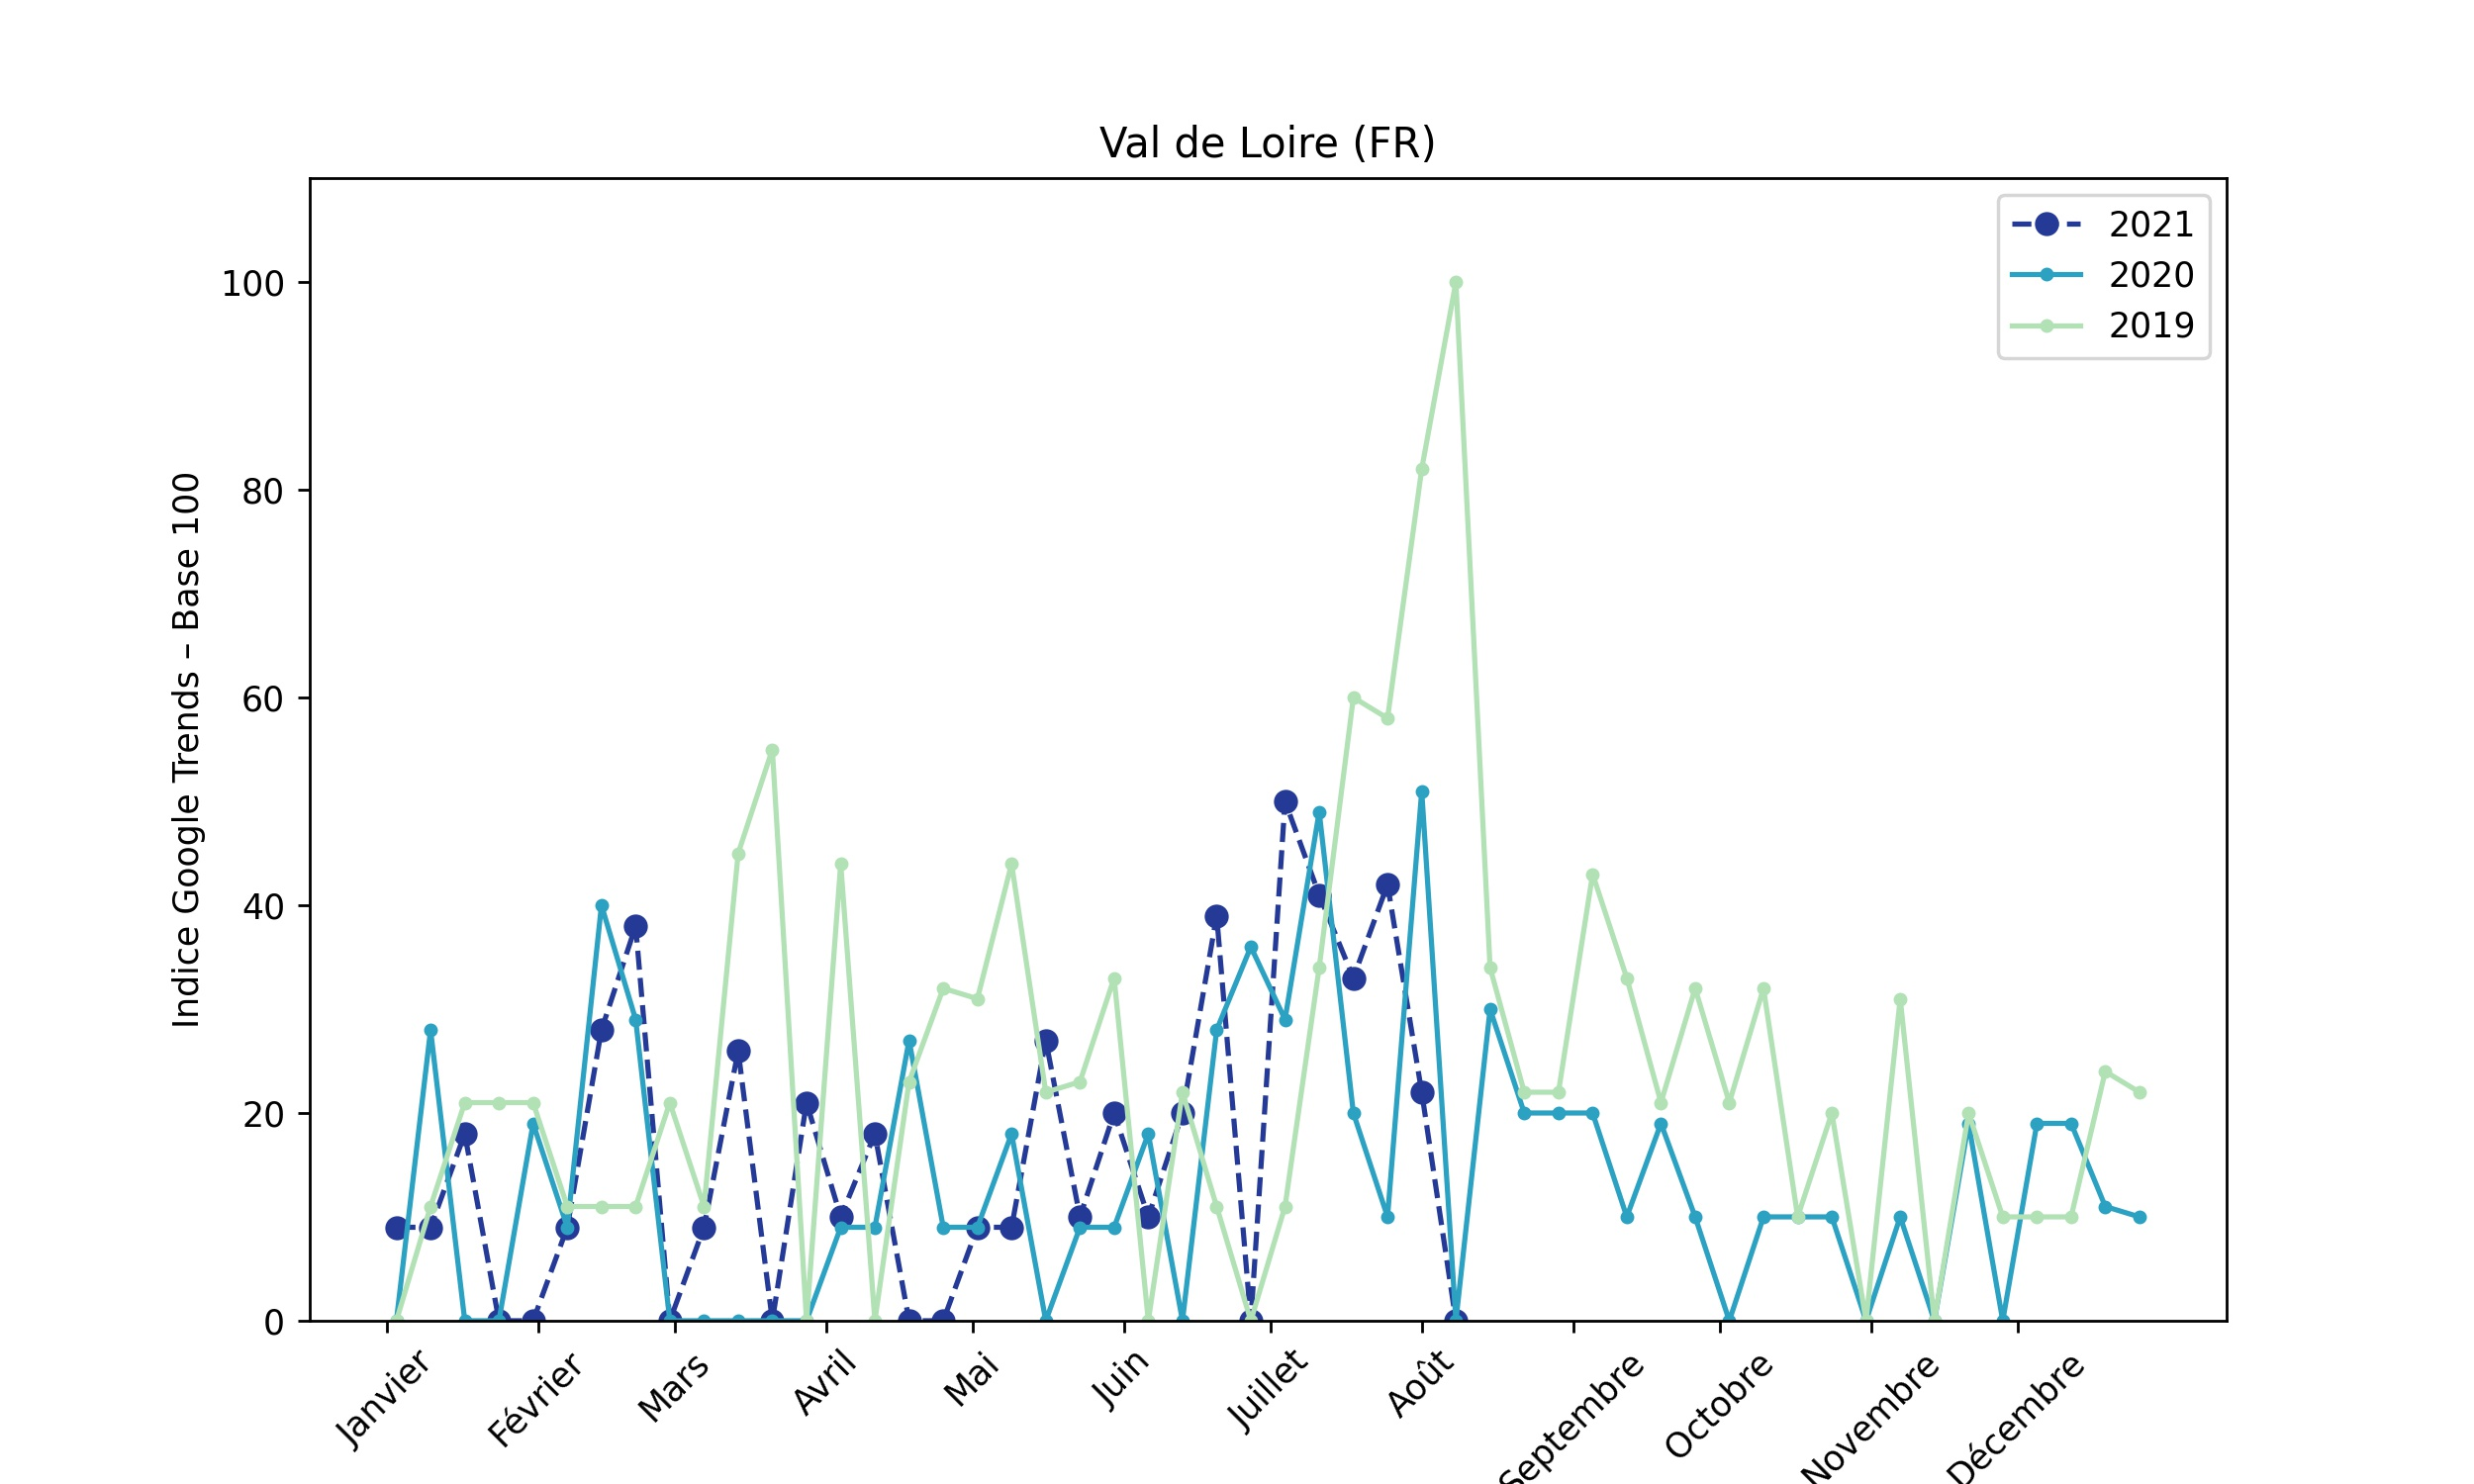 Val de Loire (FR)
2021
2020
2019
Indice Google Trends – Base 100
100
80
60
40
20
0
Janvier
Février
Mars
Avril
Mai
Juin
Juillet
Août
Septembre
Octobre
Novembre
Décembre